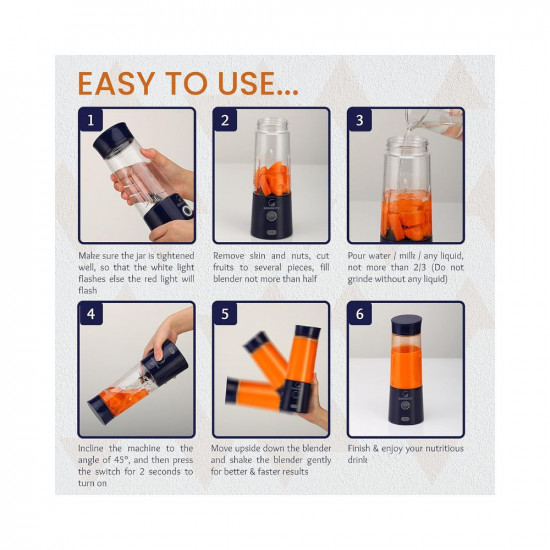 EASY TO USE...
1
2
3
Make sure the jar is tightened
well, so that the white light
flashes else the red light will
flash
Remove skin and nuts, cut
fruits to several pieces, fill
blender not more than half
Pour water / milk / any liquid,
not more than 2/3 (Do not
grinde without any liquid)
4
5
6
Incline the machine to the
angle of 45°, and then press
the switch for 2 seconds to
turn on
Move upside down the blender
and shake the blender gently
for better & faster results
Finish & enjoy your nutritious
drink